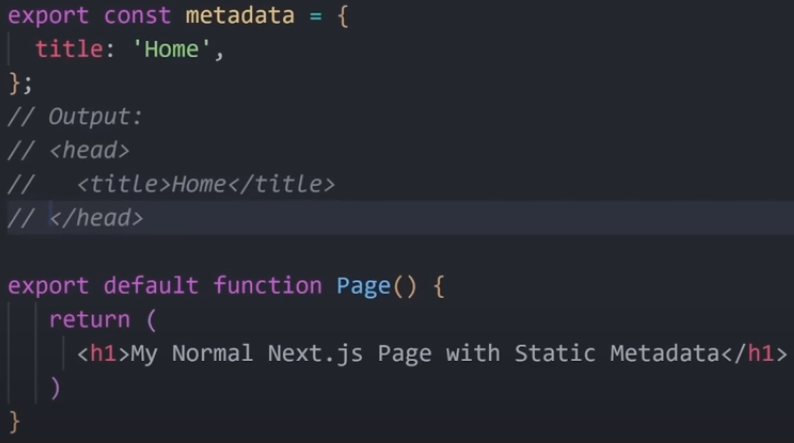 export const metadata = {
  title: 'Home',
};
// Output:
// <head>
//   <title>Home</title>
// </head>
export default function Page() {
   return (
     <h1>My Normal Next.js Page with Static Metadata</h1>
   )
}